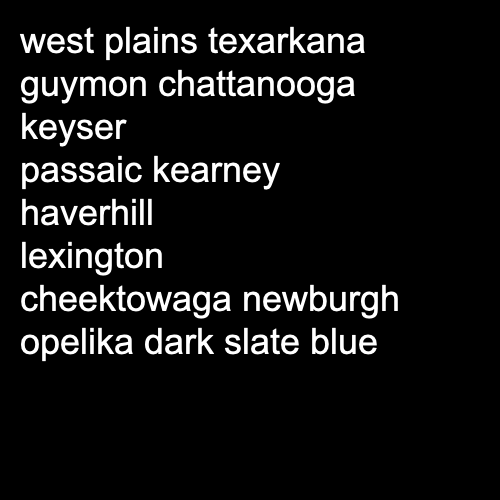 west plains texarkana
guymon chattanooga
keyser
passaic kearney
haverhill
lexington
cheektowaga newburgh
opelika dark slate blue